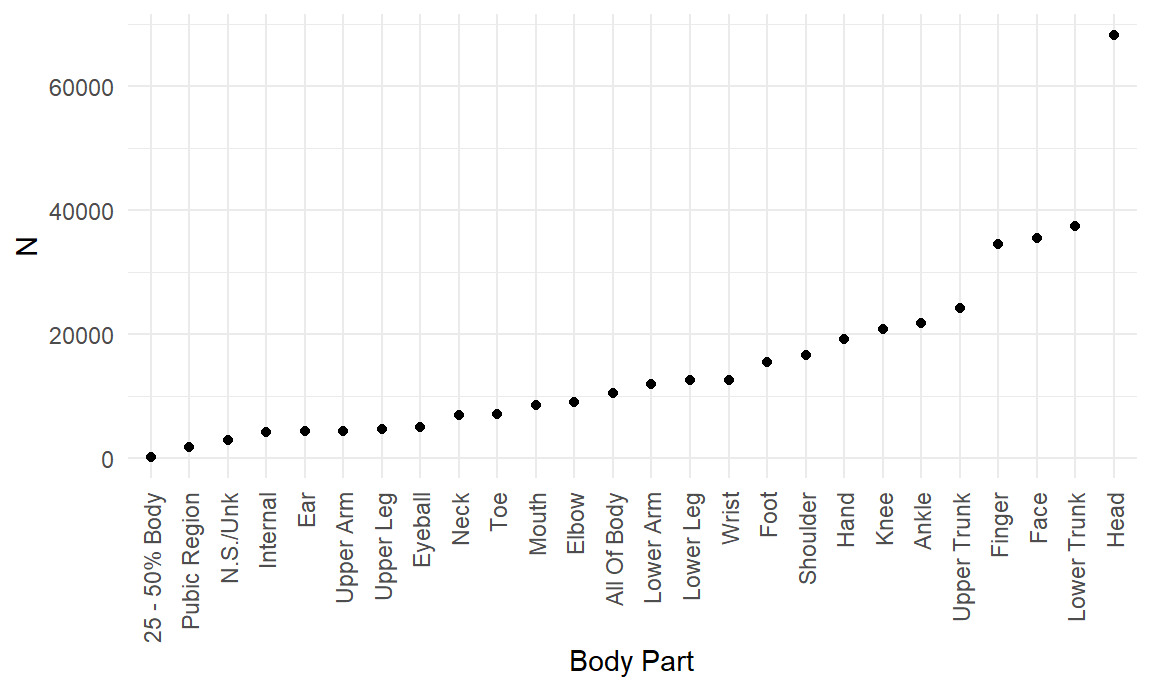 60000
40000
20000
0
N
25 - 50% Body
Pubic Region
N.S./Unk
Internal
Ear
Upper Arm
Upper Leg
Eyeball
Neck
Toe
Mouth
Elbow
All Of Body
Lower Arm
Lower Leg
Wrist
Foot
Shoulder
Hand
Knee
Ankle
Upper Trunk
Finger
Face
Lower Trunk
Head
Body Part